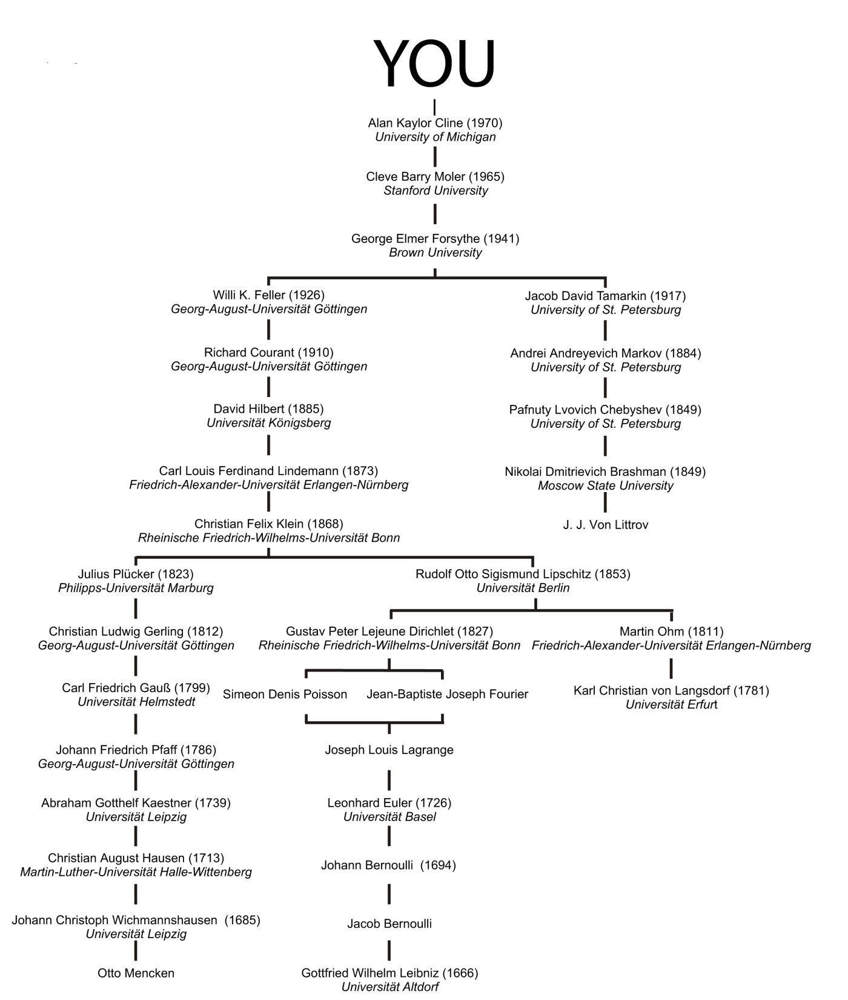 YOU
Alan Kaylor Cline (1970)
University of Michigan
Cleve Barry Moler (1965)
Stanford University
George Elmer Forsythe (1941)
Brown University
Willi K. Feller (1926)
Georg-August-Universität Göttingen
Jacob David Tamarkin (1917)
University of St. Petersburg
Richard Courant (1910)
Georg-August-Universität Göttingen
Andrei Andreyevich Markov (1884)
University of St. Petersburg
David Hilbert (1885)
Universität Königsberg
Pafnuty Lvovich Chebyshev (1849)
University of St. Petersburg
Carl Louis Ferdinand Lindemann (1873)
Friedrich-Alexander-Universität Erlangen-Nürnberg
Nikolai Dmitrievich Brashman (1849)
Moscow State University
Christian Felix Klein (1868)
Rheinische Friedrich-Wilhelms-Universität Bonn
J. J. Von Littrov
Julius Plücker (1823)
Philipps-Universität Marburg
Rudolf Otto Sigismund Lipschitz (1853)
Universität Berlin
Christian Ludwig Gerling (1812)
Georg-August-Universität Göttingen
Gustav Peter Lejeune Dirichlet (1827)
Rheinische Friedrich-Wilhelms-Universität Bonn
Martin Ohm (1811)
Friedrich-Alexander-Universität Erlangen-Nürnberg
Carl Friedrich Gauß (1799)
Universität Helmstedt
Simeon Denis Poisson
Jean-Baptiste Joseph Fourier
Karl Christian von Langsdorf (1781)
Universität Erfurt
Johann Friedrich Pfaff (1786)
Georg-August-Universität Göttingen
Joseph Louis Lagrange
Abraham Gotthelf Kaestner (1739)
Universität Leipzig
Leonhard Euler (1726)
Universität Basel
Christian August Hausen (1713)
Martin-Luther-Universität Halle-Wittenberg
Johann Bernoulli (1694)
Johann Christoph Wichmannshausen (1685)
Universität Leipzig
Jacob Bernoulli
Otto Mencken
Gottfried Wilhelm Leibniz (1666)
Universität Altdorf